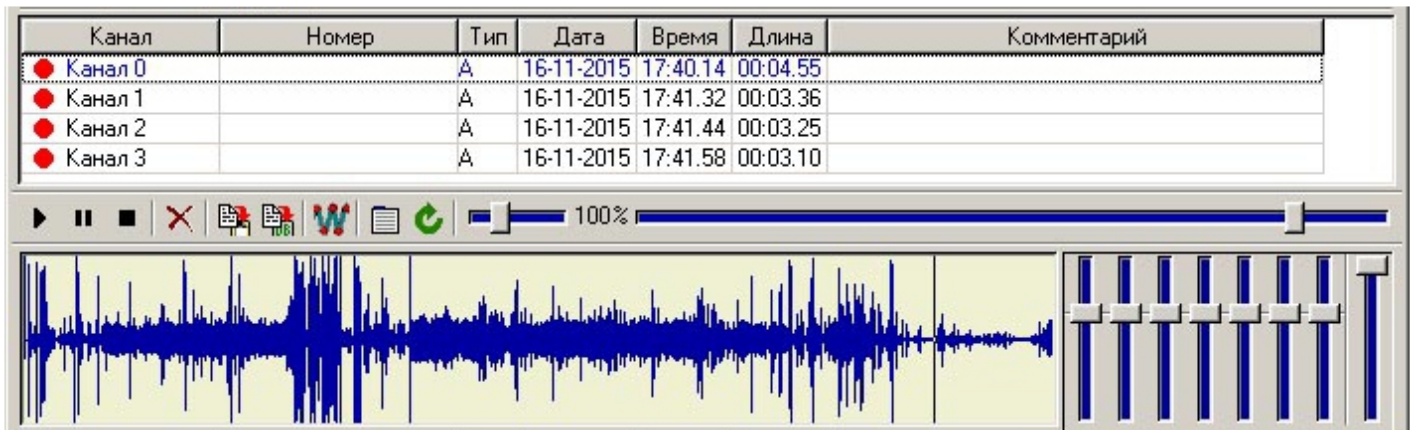 Канал Номер Тип Дата Время Длина Комментарий
Канал 0 А 16-11-2015 17:40.14 00:04.55
Канал 1 А 16-11-2015 17:41.32 00:03.36
Канал 2 А 16-11-2015 17:41.44 00:03.25
Канал 3 А 16-11-2015 17:41.58 00:03.10
100%